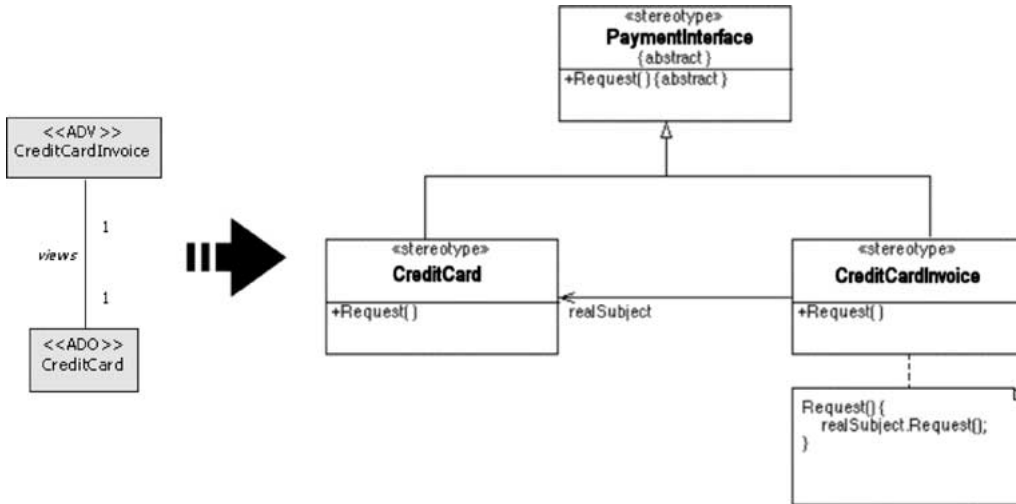 <<ADV>>
CreditCardInvoice
1
views
1
<<ADO>>
CreditCard
«stereotype»
PaymentInterface
{abstract}
+Request(){abstract}
«stereotype»
CreditCard
+Request()
realSubject
«stereotype»
CreditCardInvoice
+Request()
Request() {
realSubject.Request();
}